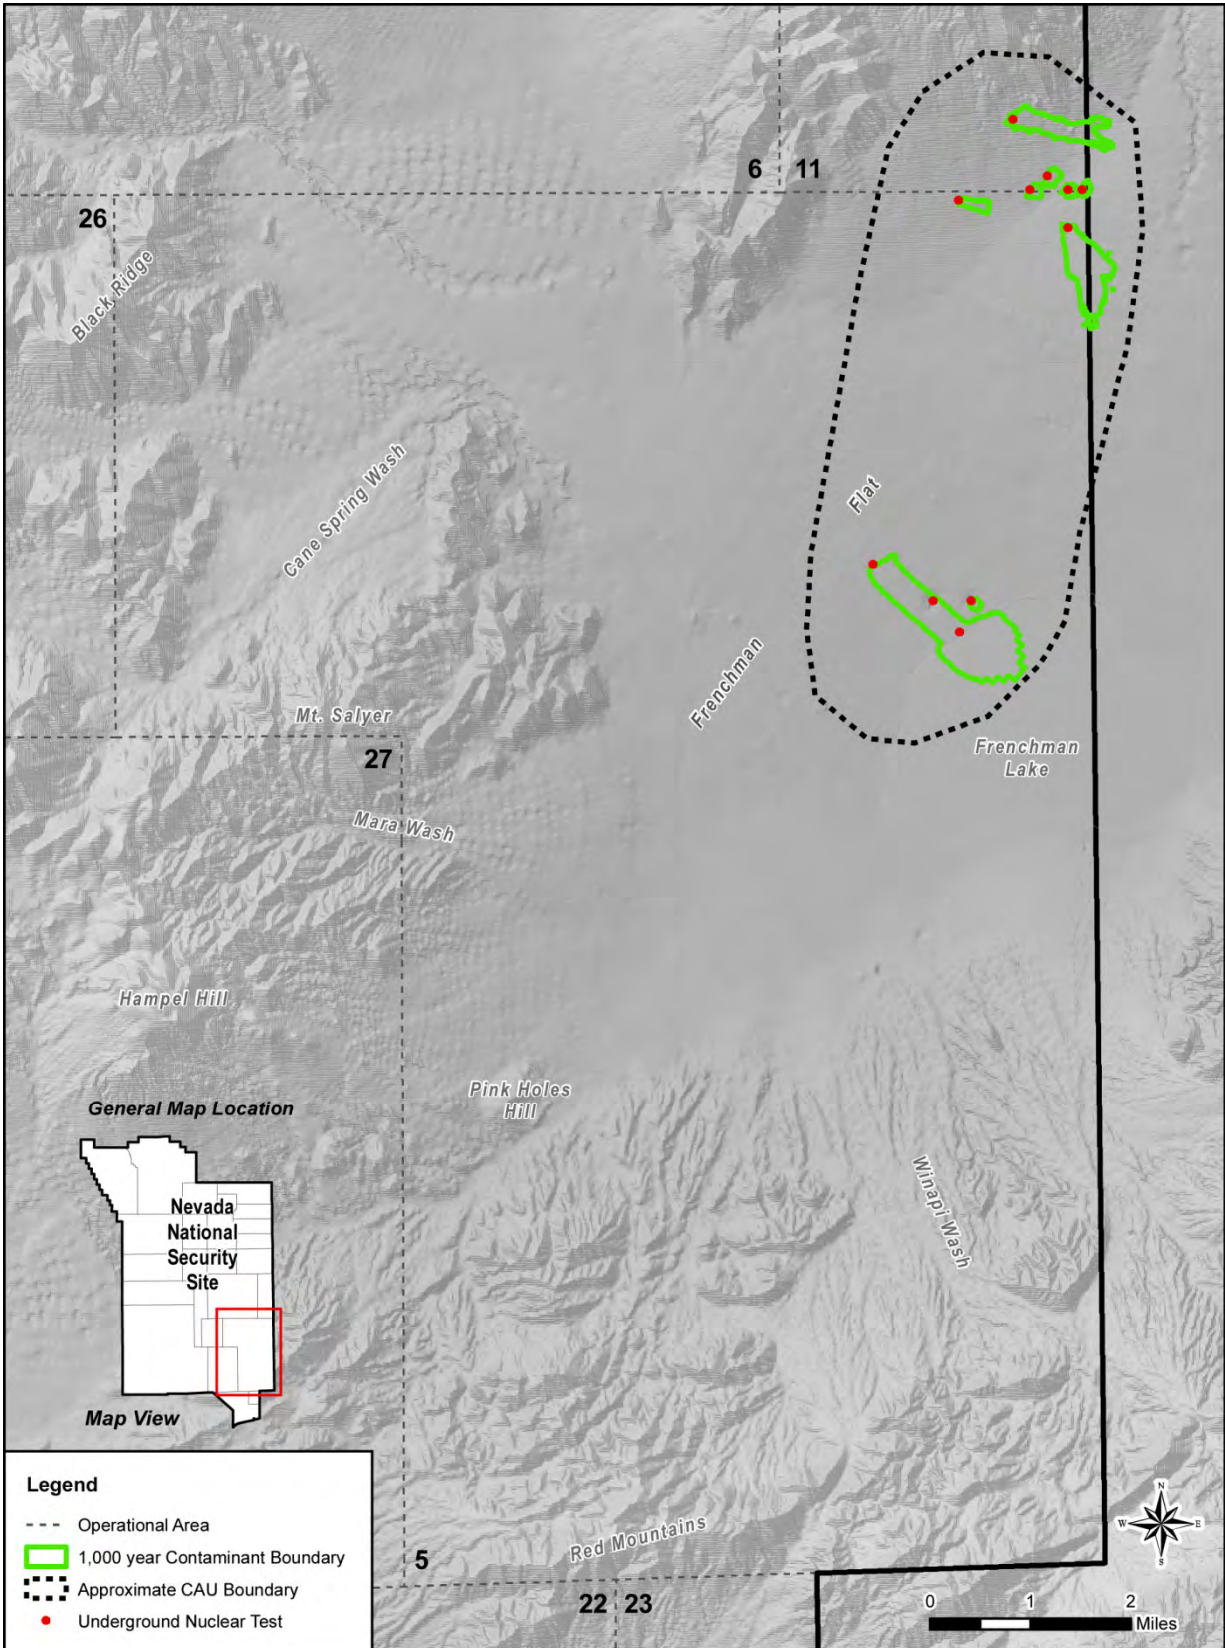 6 11
26
Black Ridge
Cane Spring Wash
Flat
Frenchman
Mt. Salyer
Frenchman
Lake
27
Mara Wash
Hampel Hill
Pink Holes
Hill
General Map Location
Winapi Wash
Nevada
National
Security
Site
Map View
Legend
Operational Area
1,000 year Contaminant Boundary
Approximate CAU Boundary
Underground Nuclear Test
Red Mountains
5
22 23
N
W E
S
0 1 2
Miles